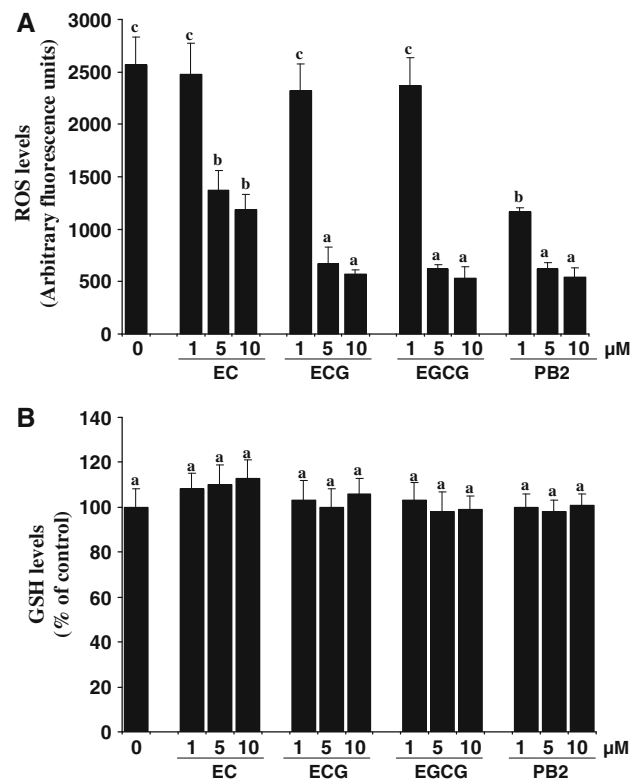 A
ROS levels
(Arbitrary fluorescence units)
3000
2500
2000
1500
1000
500
0
c c b b c a a c a a b a a
0 1 5 10 1 5 10 1 5 10 1 5 10 µM
EC ECG EGCG PB2
B
GSH levels
(% of control)
140
120
100
80
60
40
20
0
a a a a a a a a a a a a a
0 1 5 10 1 5 10 1 5 10 1 5 10 µM
EC ECG EGCG PB2